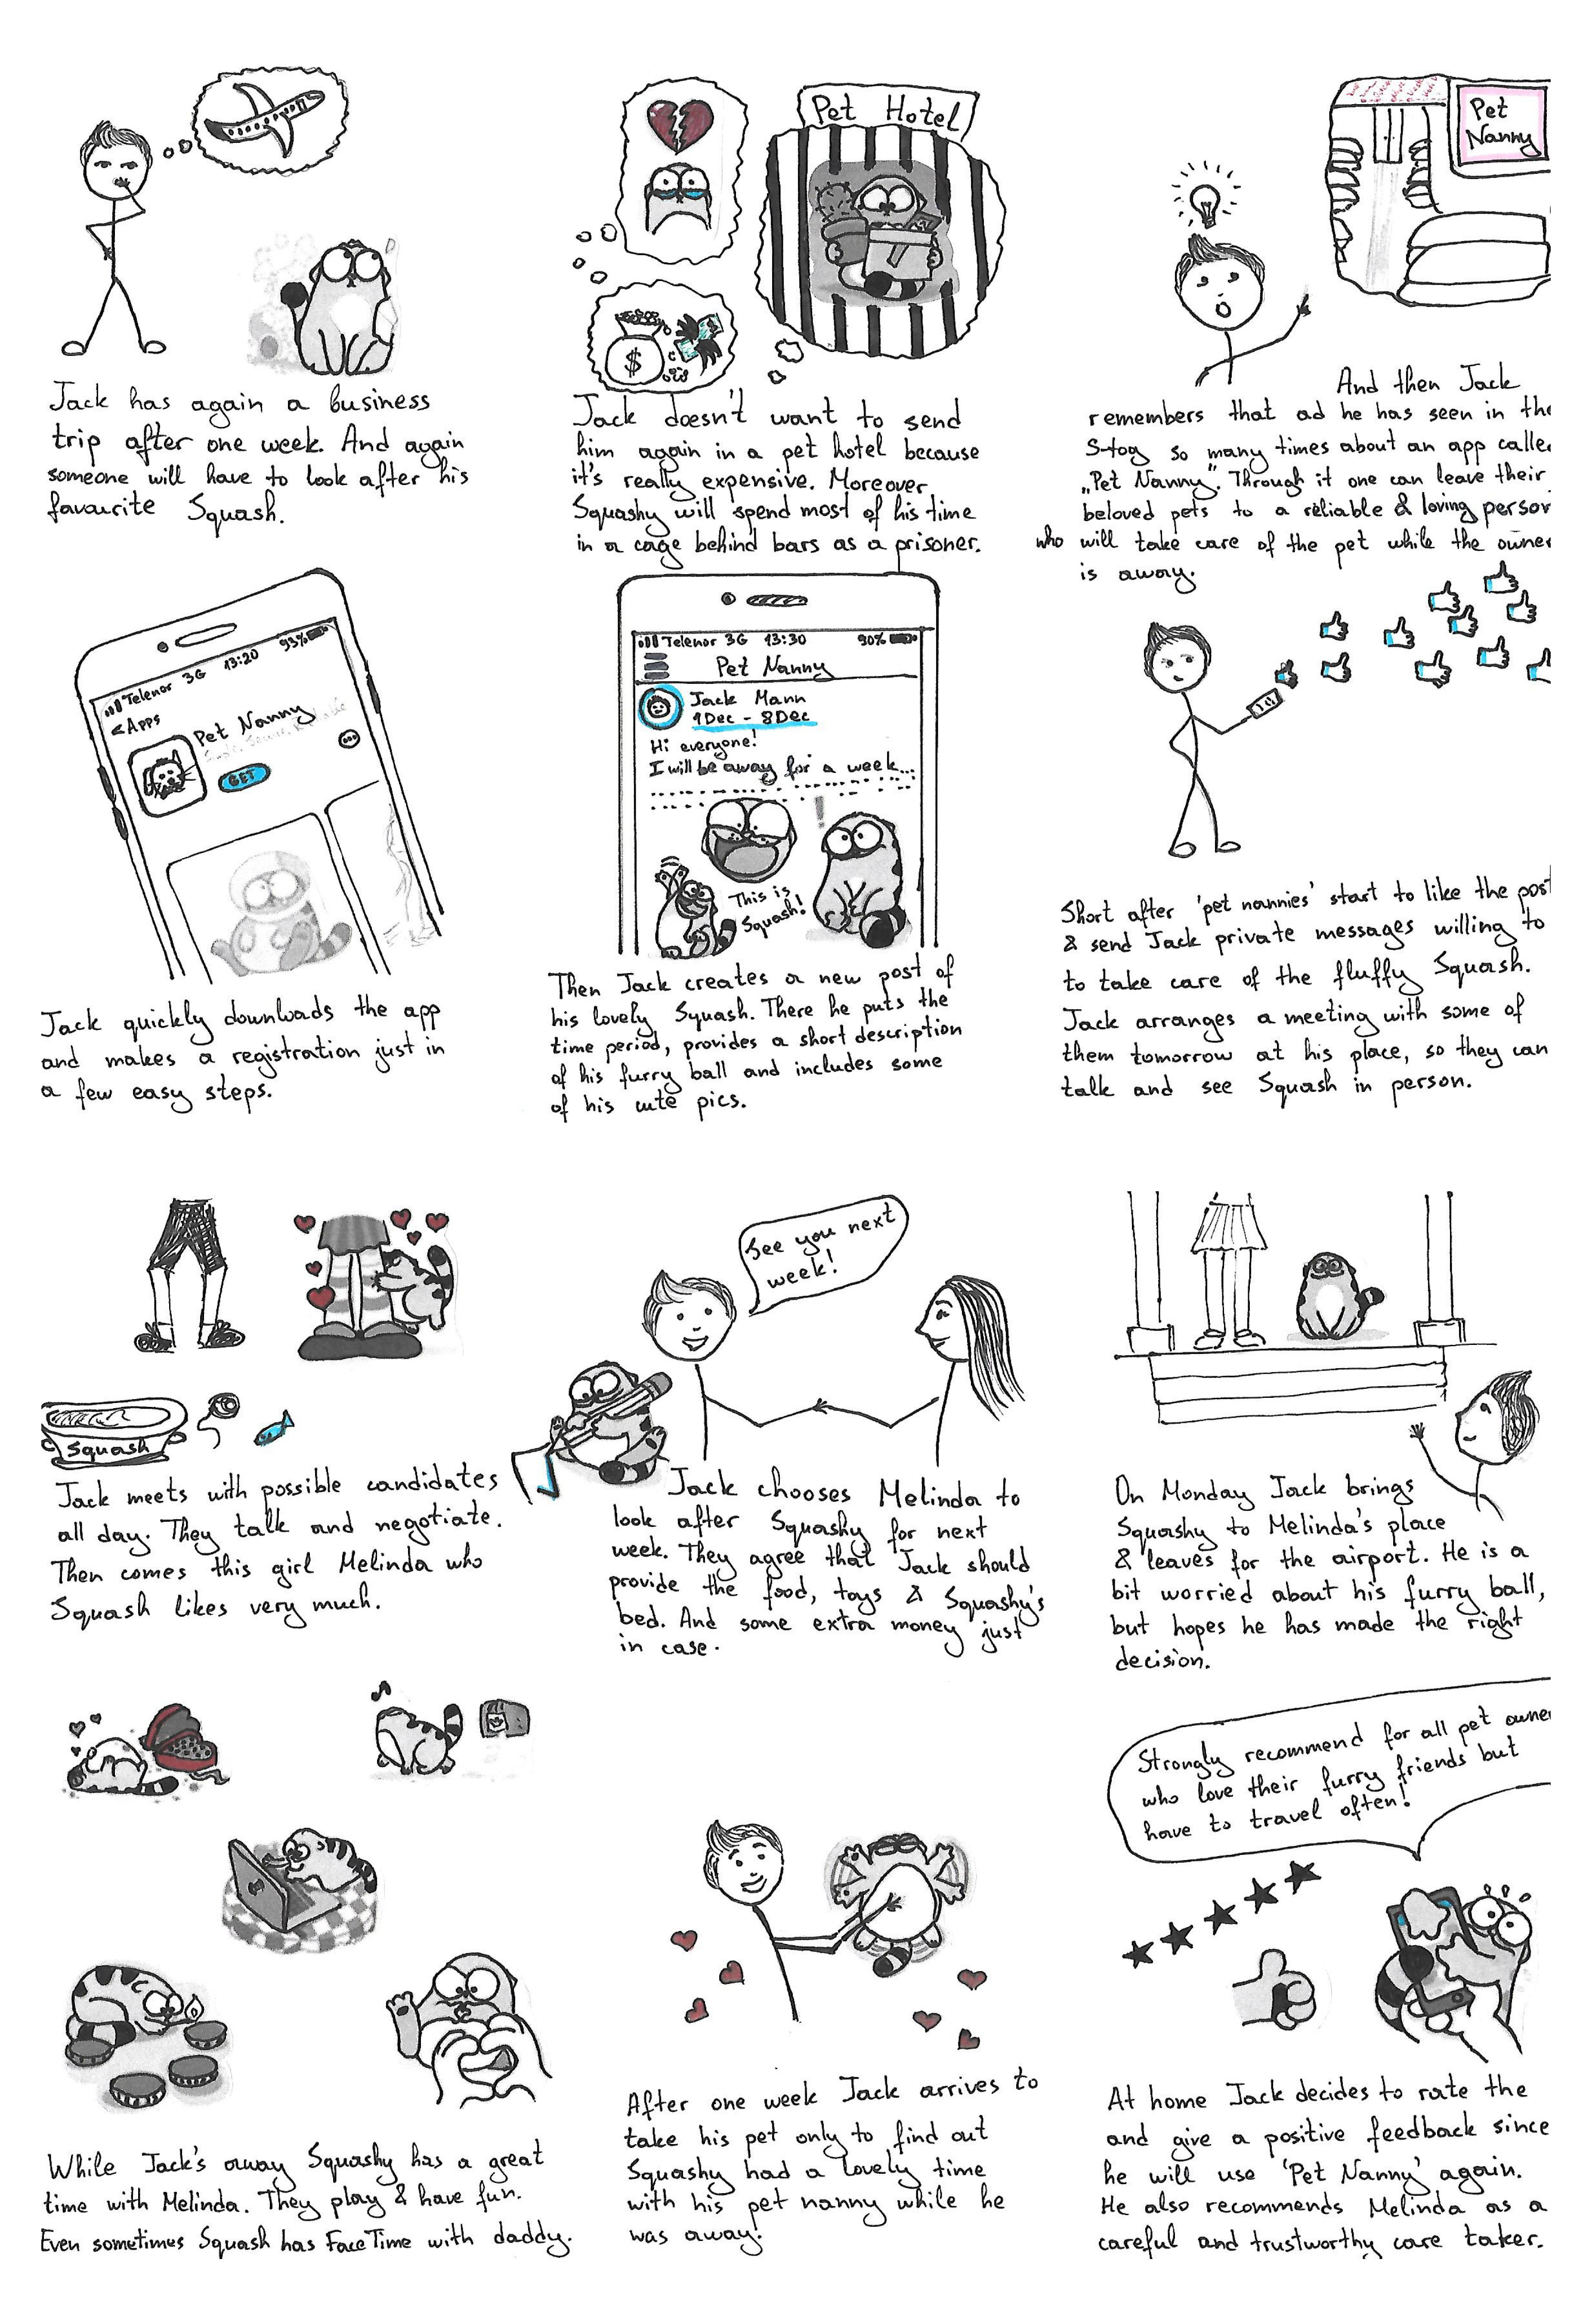 Jack has again a business
trip after one week. And again
someone will have to look after his
favourite Squash.
Pet Hotel
$
Jack doesn't want to send
him again in a pet hotel because
it's really expensive. Moreover
Squashy will spend most of his time
in a cage behind bars as a prisoner.
Pet
Nanny
And then Jack
remembers that ad he has seen in the
S-tog so many times about an app calle
„Pet Nanny". Through it one can leave their
beloved pets to a reliable & loving person
who will take care of the pet while the owne
is away.
Telenor 3G 13:20 93%
< Apps
Pet Nanny
GET
Jack quickly downloads the app
and makes a registration just in
a few easy steps.
Telenor 3G 13:30 90%
Pet Nanny
Jack Mann
1Dec - 8Dec
Hi everyone!
I will be away for a week...
This is
Squash!
Then Jack creates a new post of
his lovely Squash. There he puts the
time period, provides a short description
of his furry ball and includes some
of his cute pics.
Short after 'pet nannies' start to like the post
& send Jack private messages willing to
to take care of the fluffy Squash.
Jack arranges a meeting with some of
them tomorrow at his place, so they can
talk and see Squash in person.
Squash
Jack meets with possible candidates
all day. They talk and negotiate.
Then comes this girl Melinda who
Squash likes very much.
See you next
week!
Jack chooses Melinda to
look after Squashy for next
week. They agree that Jack should
provide the food, toys & Squashy's
bed. And some extra money just
in case.
On Monday Jack brings
Squashy to Melinda's place
& leaves for the airport. He is a
bit worried about his furry ball,
but hopes he has made the right
decision.
While Jack's away Squashy has a great
time with Melinda. They play & have fun.
Even sometimes Squash has FaceTime with daddy.
After one week Jack arrives to
take his pet only to find out
Squashy had a lovely time
with his pet nanny while he
was away.
Strongly recommend for all pet owne
who love their furry friends but
have to travel often!
At home Jack decides to rate the
and give a positive feedback since
he will use 'Pet Nanny' again.
He also recommends Melinda as a
careful and trustworthy care taker.